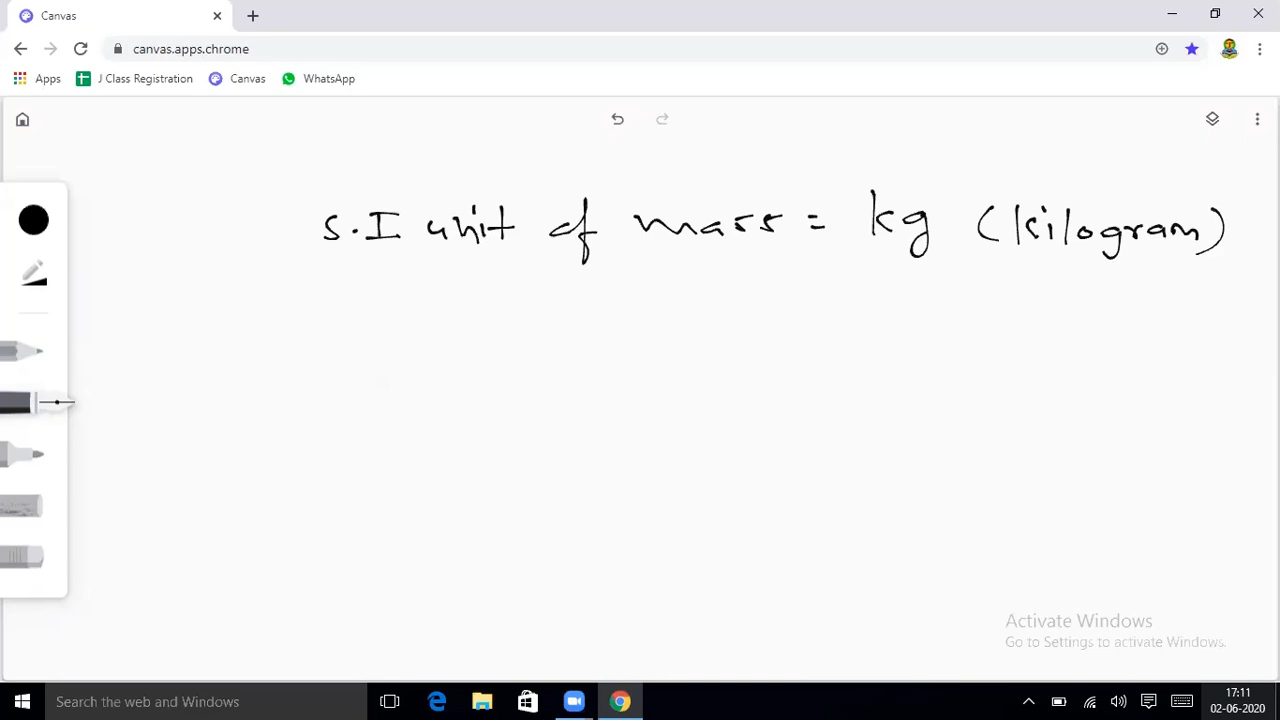 Canvas
canvas.apps.chrome
Apps J Class Registration Canvas WhatsApp
S.I unit of mass = kg (kilogram)
Activate Windows
Go to Settings to activate Windows.
Search the web and Windows
17:11
02-06-2020